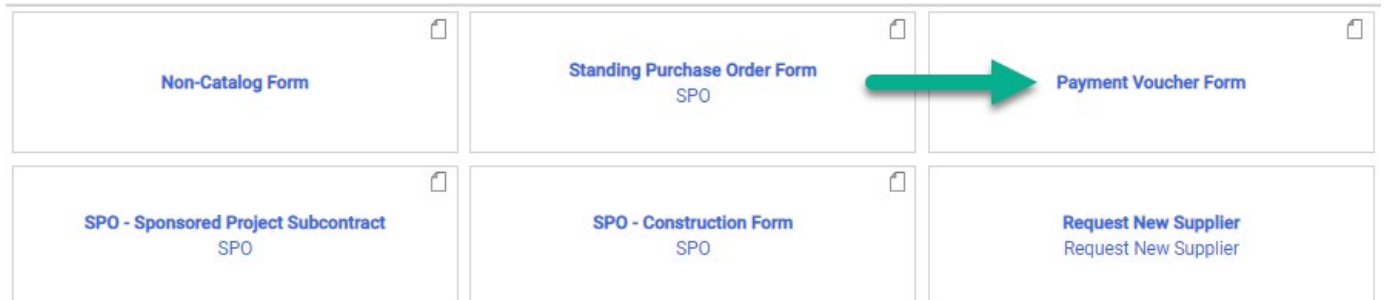 Non-Catalog Form
Standing Purchase Order Form
SPO
Payment Voucher Form
SPO - Sponsored Project Subcontract
SPO
SPO - Construction Form
SPO
Request New Supplier
Request New Supplier